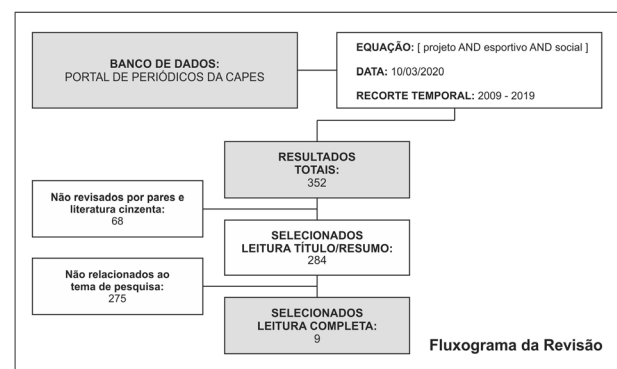 BANCO DE DADOS:
PORTAL DE PERIÓDICOS DA CAPES
EQUAÇÃO: [ projeto AND esportivo AND social ]
DATA: 10/03/2020
RECORTE TEMPORAL: 2009 - 2019
RESULTADOS
TOTAIS:
352
Não revisados por pares e
literatura cinzenta:
68
SELECIONADOS
LEITURA TÍTULO/RESUMO:
284
Não relacionados ao
tema de pesquisa:
275
SELECIONADOS
LEITURA COMPLETA:
9
Fluxograma da Revisão